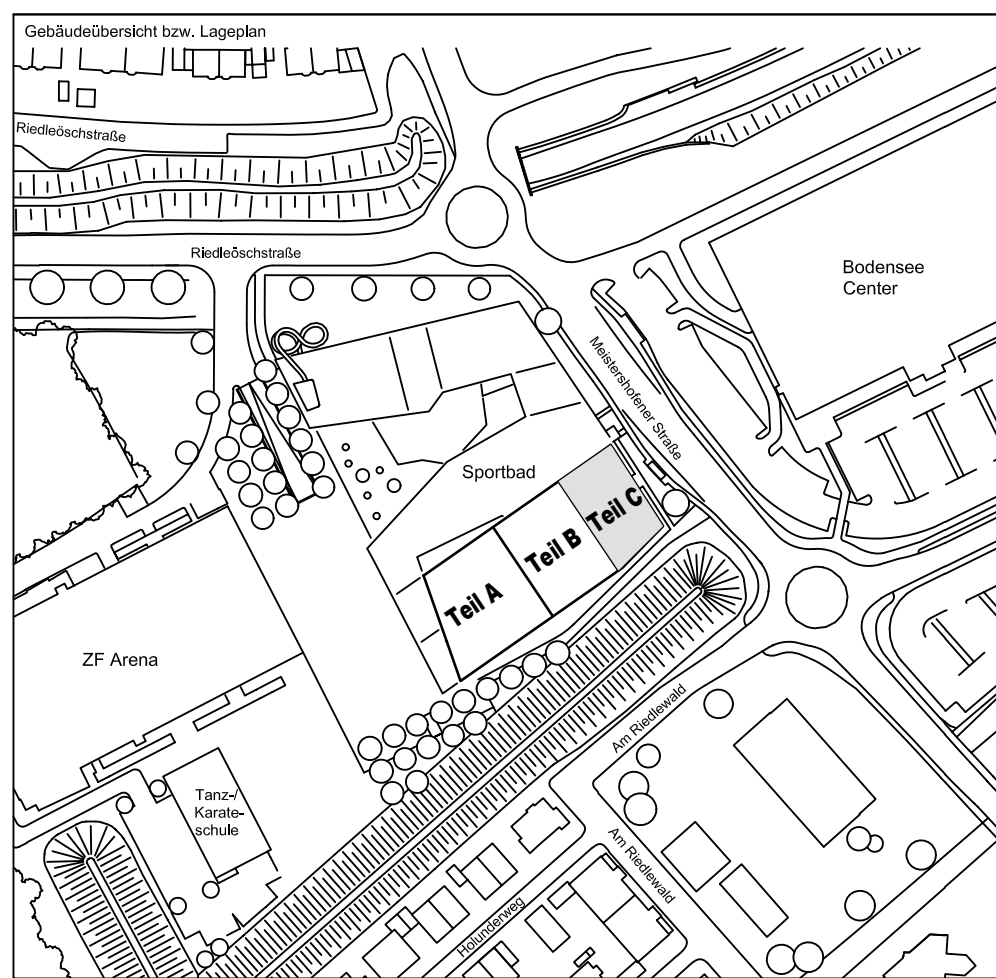 Gebäudeübersicht bzw. Lageplan
Riedleöschstraße
Riedleöschstraße
Bodensee
Center
Meistershofener Straße
Sportbad
Teil C
Teil B
Teil A
ZF Arena
Am Riedlewald
Tanz-/
Karate-
schule
Am Riedlewald
Holunderweg